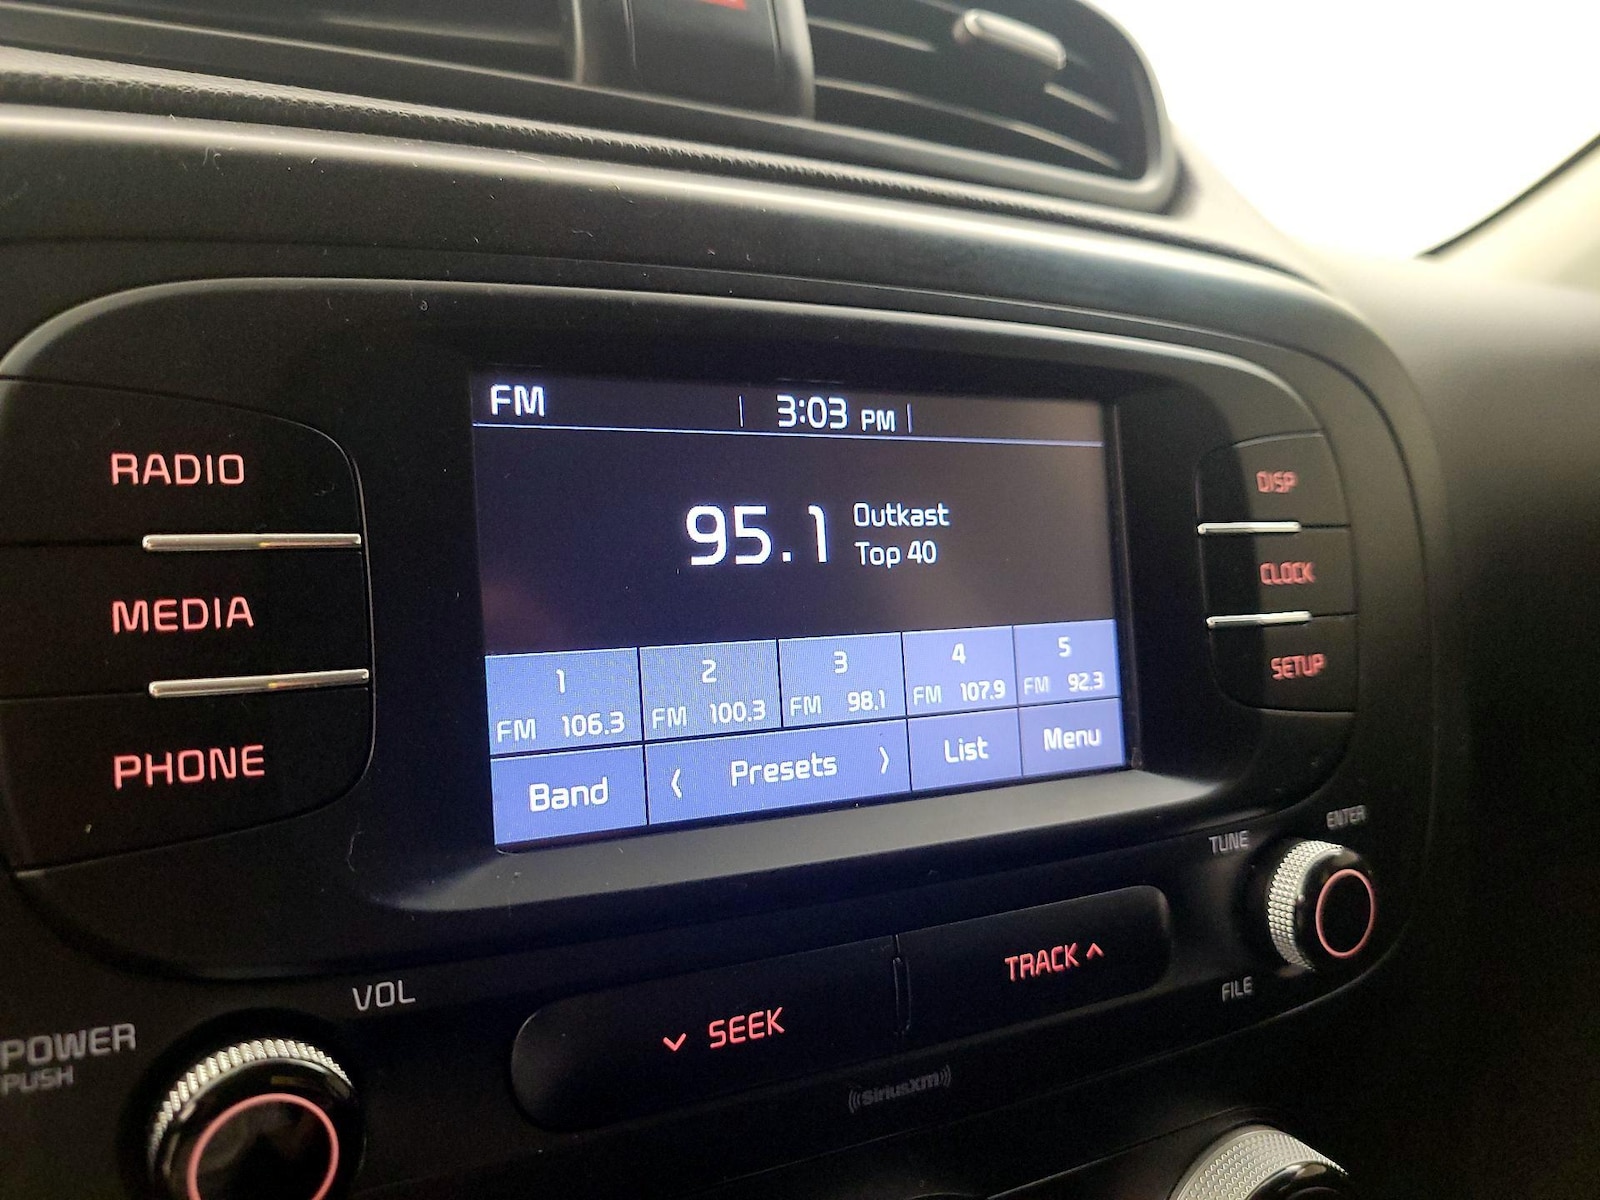 FM 3:03 PM
95.1 Outkast
Top 40
1 2 3 4 5
FM 106.3 FM 100.3 FM 98.1 FM 107.9 FM 92.3
Band ⟨ Presets ⟩ List Menu
RADIO
MEDIA
PHONE
DISP
CLOCK
SETUP
POWER
PUSH
VOL
SEEK
TRACK
TUNE
ENTER
FILE
((SiriusXM))